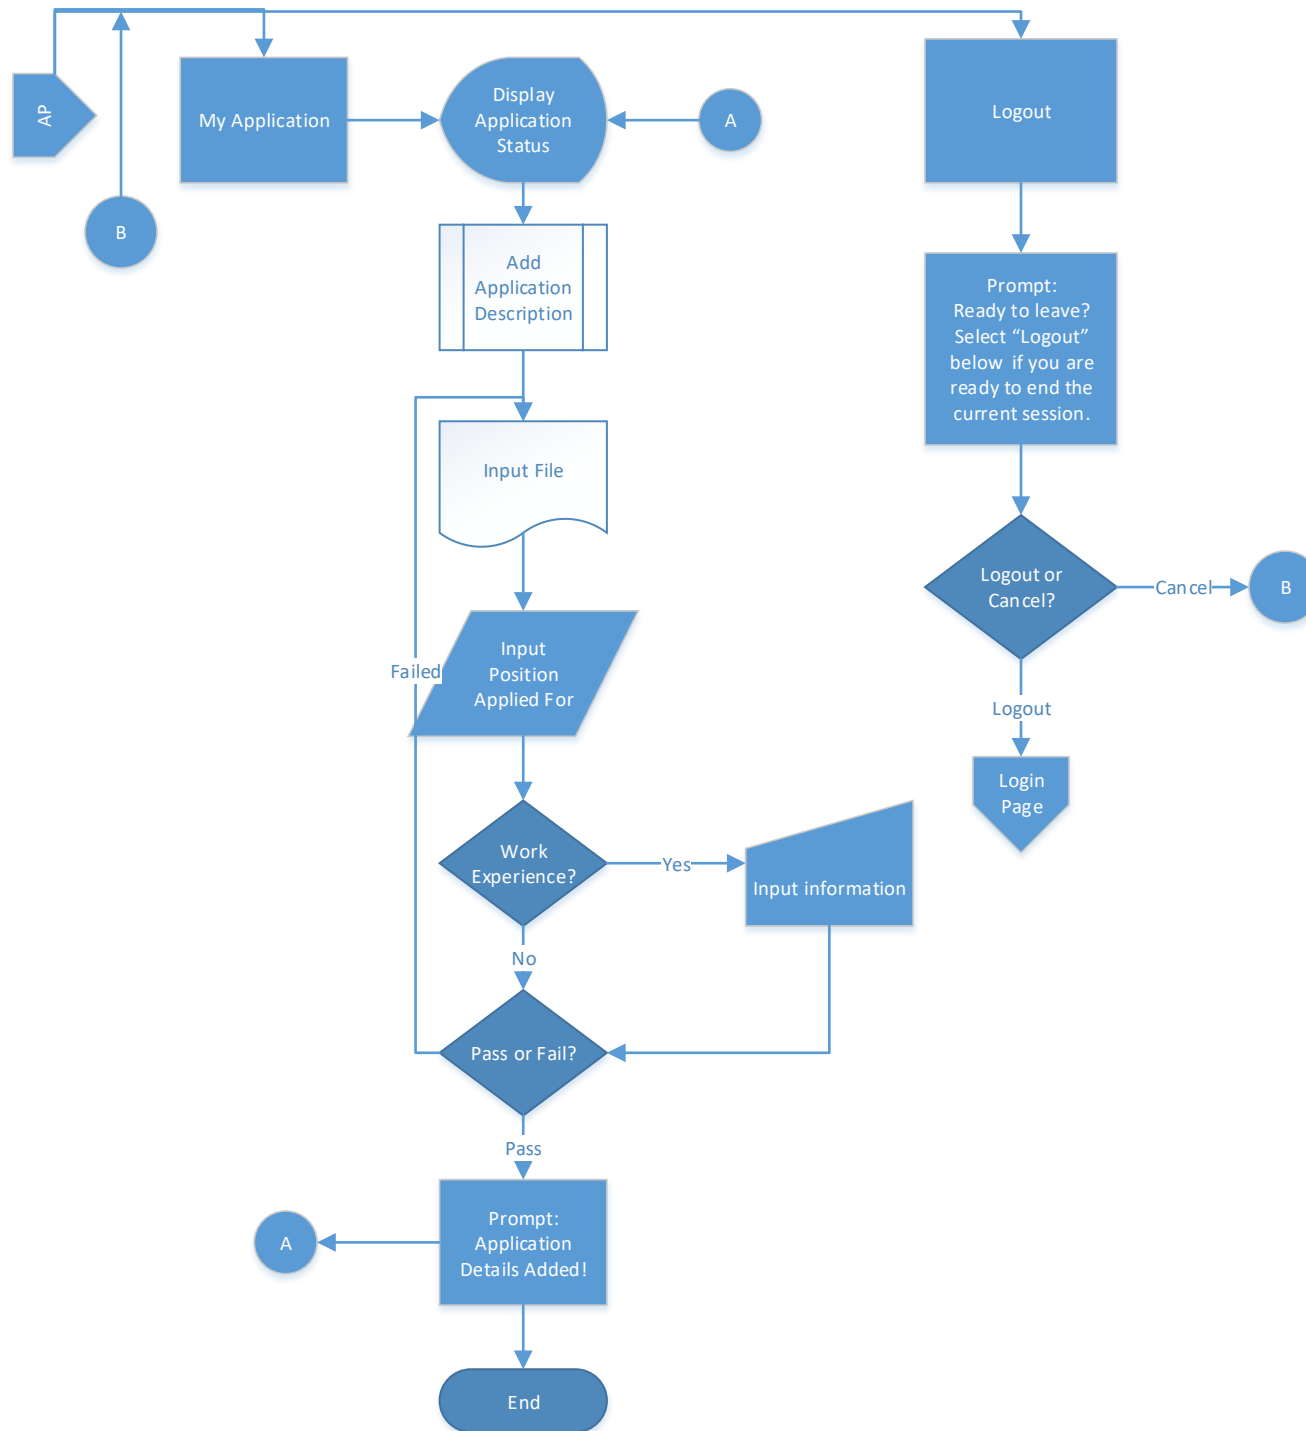 AP
My Application
Display
Application
Status
A
Logout
B
Add
Application
Description
Prompt:
Ready to leave?
Select “Logout”
below if you are
ready to end the
current session.
Input File
Logout or
Cancel?
Cancel
B
Failed
Input
Position
Applied For
Logout
Login
Page
Work
Experience?
Yes
Input information
No
Pass or Fail?
Pass
A
Prompt:
Application
Details Added!
End